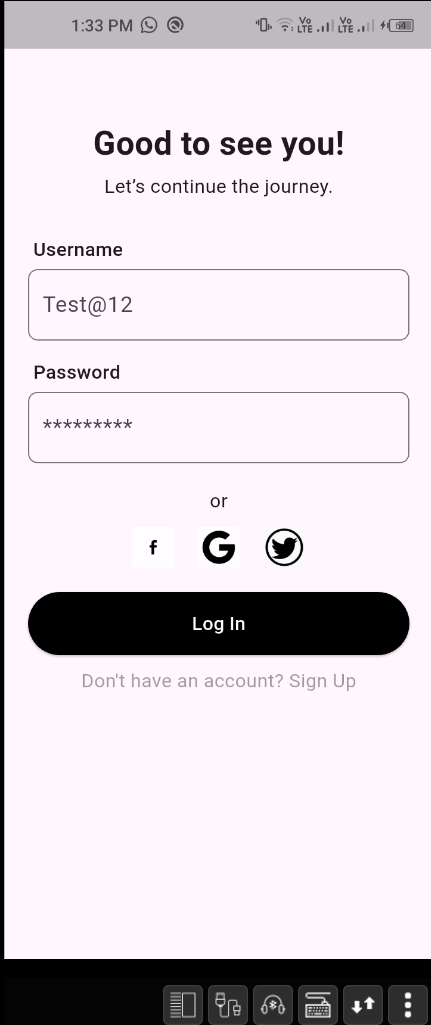 1:33 PM
Vo LTE Vo LTE 64
Good to see you!
Let’s continue the journey.
Username
Test@12
Password
*********
or
f G
Log In
Don't have an account? Sign Up